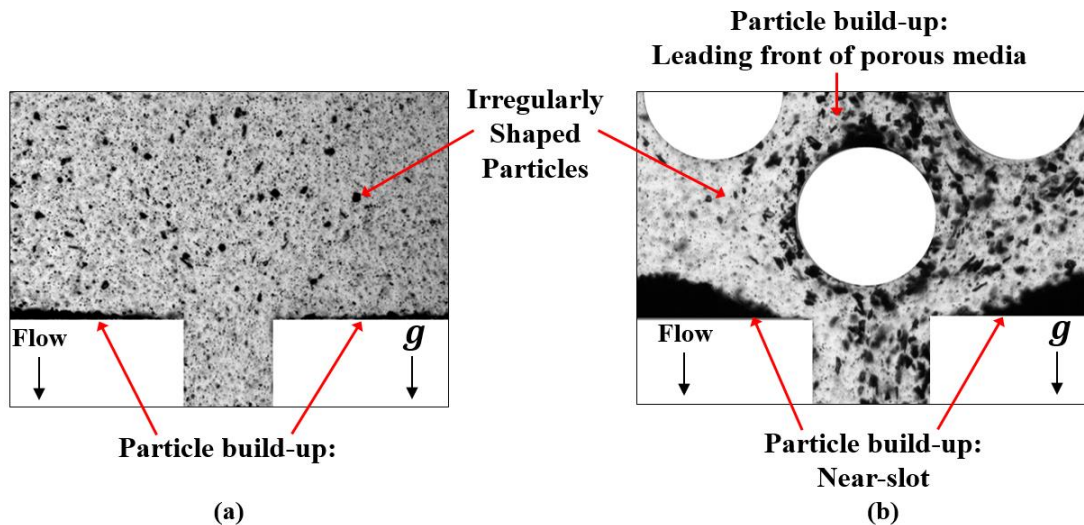 Particle build-up:
Leading front of porous media
Irregularly
Shaped
Particles
Flow
g
Particle build-up:
(a)
Flow
g
Particle build-up:
Near-slot
(b)